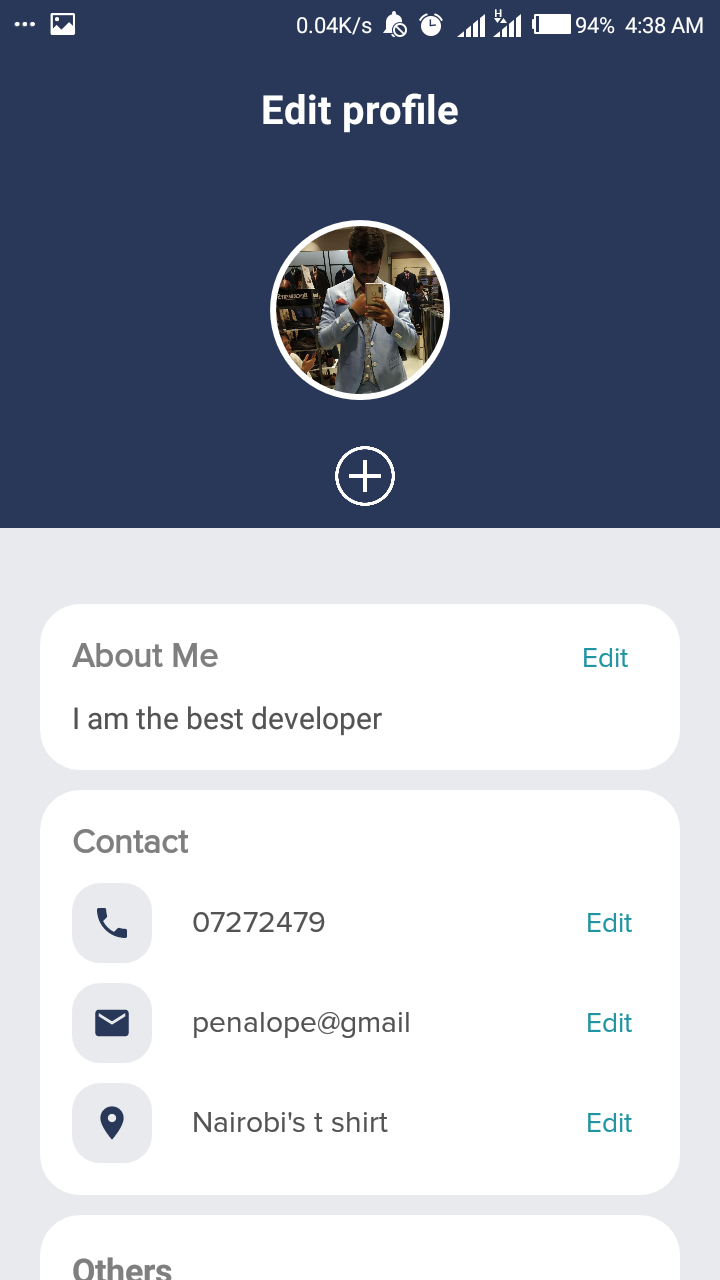 0.04K/s H 94% 4:38 AM
Edit profile
About Me Edit
I am the best developer
Contact
07272479 Edit
penalope@gmail Edit
Nairobi's t shirt Edit
Others